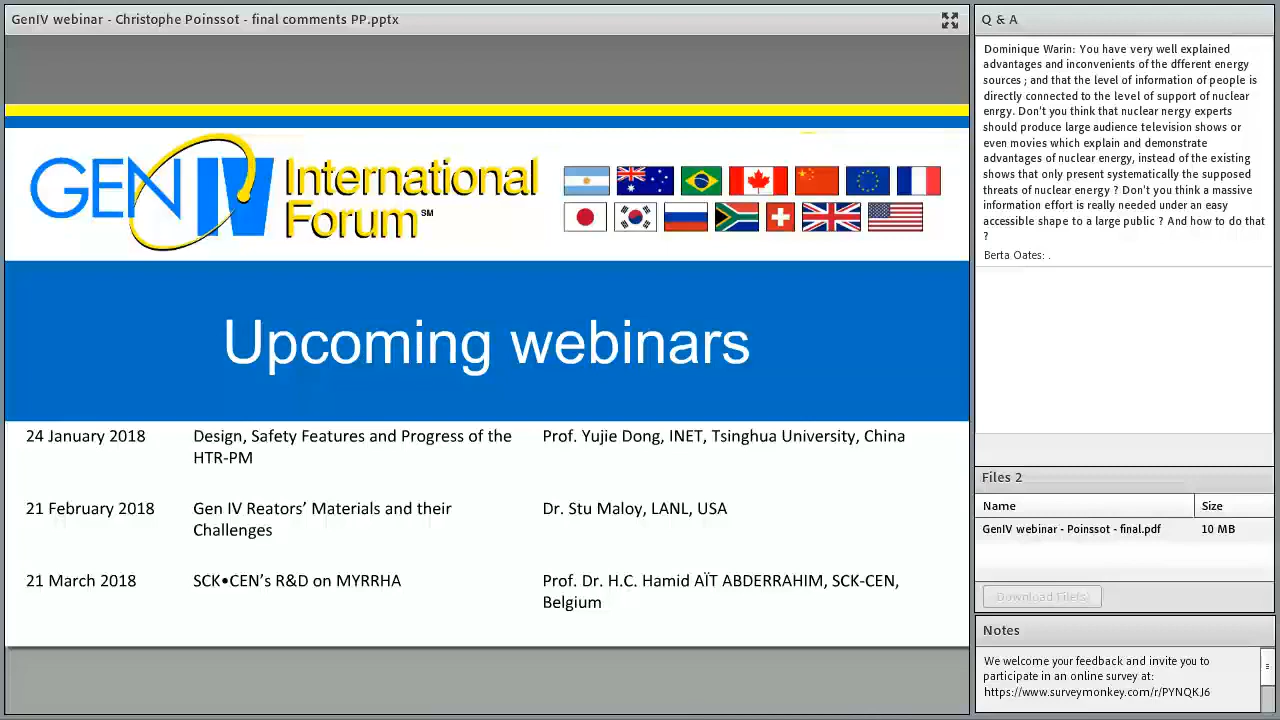 GenIV webinar - Christophe Poinssot - final comments PP.pptx
GEN IV International
Forum SM
Upcoming webinars
24 January 2018 Design, Safety Features and Progress of the Prof. Yujie Dong, INET, Tsinghua University, China
HTR-PM
21 February 2018 Gen IV Reators’ Materials and their Dr. Stu Maloy, LANL, USA
Challenges
21 March 2018 SCK•CEN’s R&D on MYRRHA Prof. Dr. H.C. Hamid AÏT ABDERRAHIM, SCK-CEN,
Belgium
Q & A
Dominique Warin: You have very well explained
advantages and inconvenients of the dfferent energy
sources ; and that the level of information of people is
directly connected to the level of support of nuclear
enrgy. Don't you think that nuclear nergy experts
should produce large audience television shows or
even movies which explain and demonstrate
advantages of nuclear energy, instead of the existing
shows that only present systematically the supposed
threats of nuclear energy ? Don't you think a massive
information effort is really needed under an easy
accessible shape to a large public ? And how to do that
?
Berta Oates: .
Files 2
Name Size
GenIV webinar - Poinssot - final.pdf 10 MB
Download File(s)
Notes
We welcome your feedback and invite you to
participate in an online survey at:
https://www.surveymonkey.com/r/PYNQKJ6